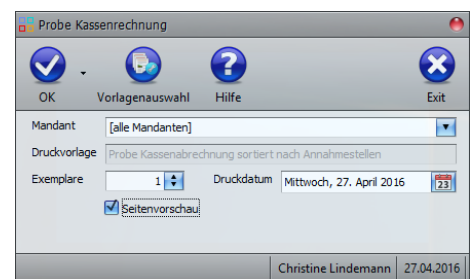 Probe Kassenrechnung
OK Vorlagenauswahl Hilfe Exit
Mandant [alle Mandanten]
Druckvorlage Probe Kassenabrechnung sortiert nach Annahmestellen
Exemplare 1 Druckdatum Mittwoch, 27. April 2016 23
Seitenvorschau
Christine Lindemann 27.04.2016